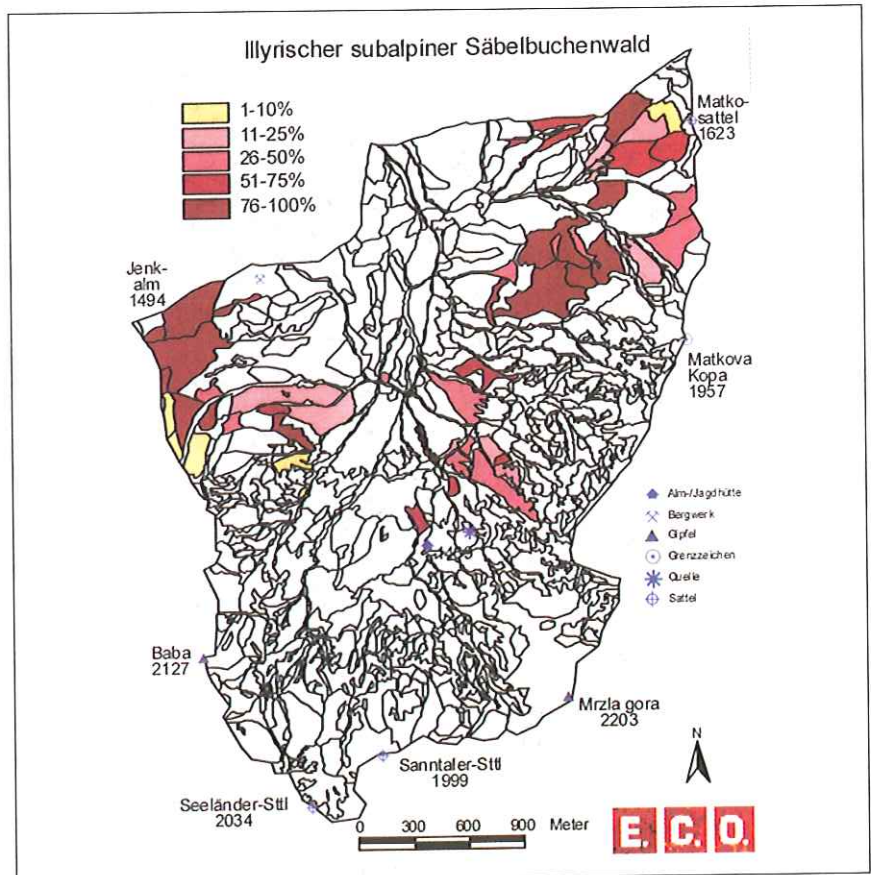 Illyrischer subalpiner Säbelbuchenwald
1-10%
11-25%
26-50%
51-75%
76-100%
Matko-
sattel
1623
Jenk-
alm
1494
Matkova
Kopa
1957
Alm-/Jagdhütte
Bergwerk
Gipfel
Grenzzeichen
Quelle
Sattel
Baba
2127
Mrzla gora
2203
N
Sanntaler-Sttl
1999
Seeländer-Sttl
2034
0 300 600 900 Meter
E. C. O.